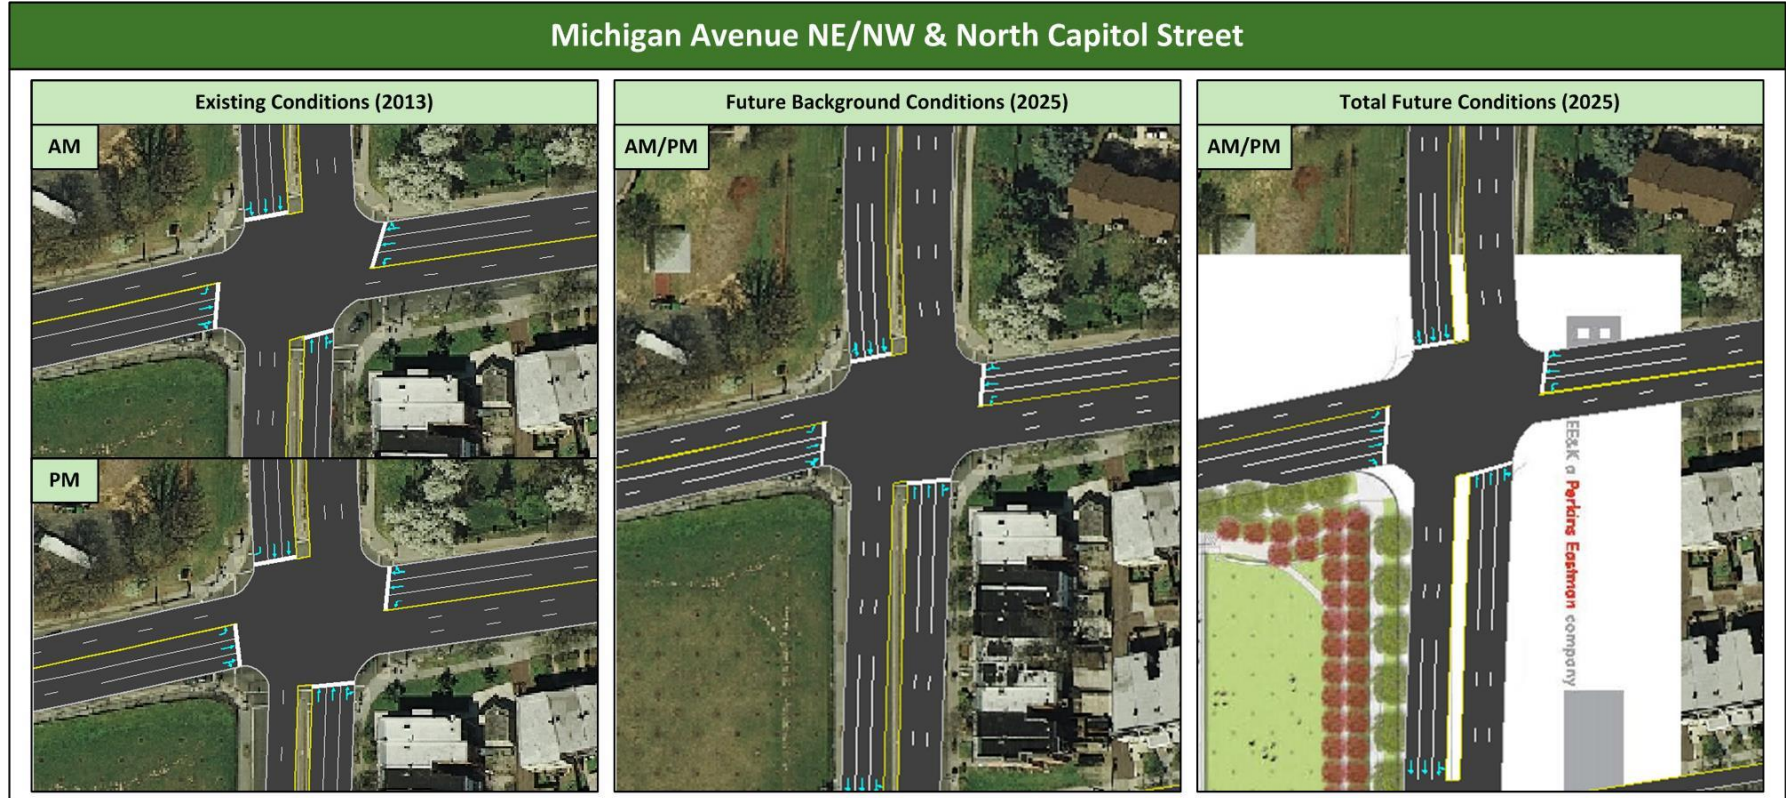 Michigan Avenue NE/NW & North Capitol Street
Existing Conditions (2013)
AM
PM
Future Background Conditions (2025)
AM/PM
Total Future Conditions (2025)
AM/PM
EE&K a Perkins Eastman company